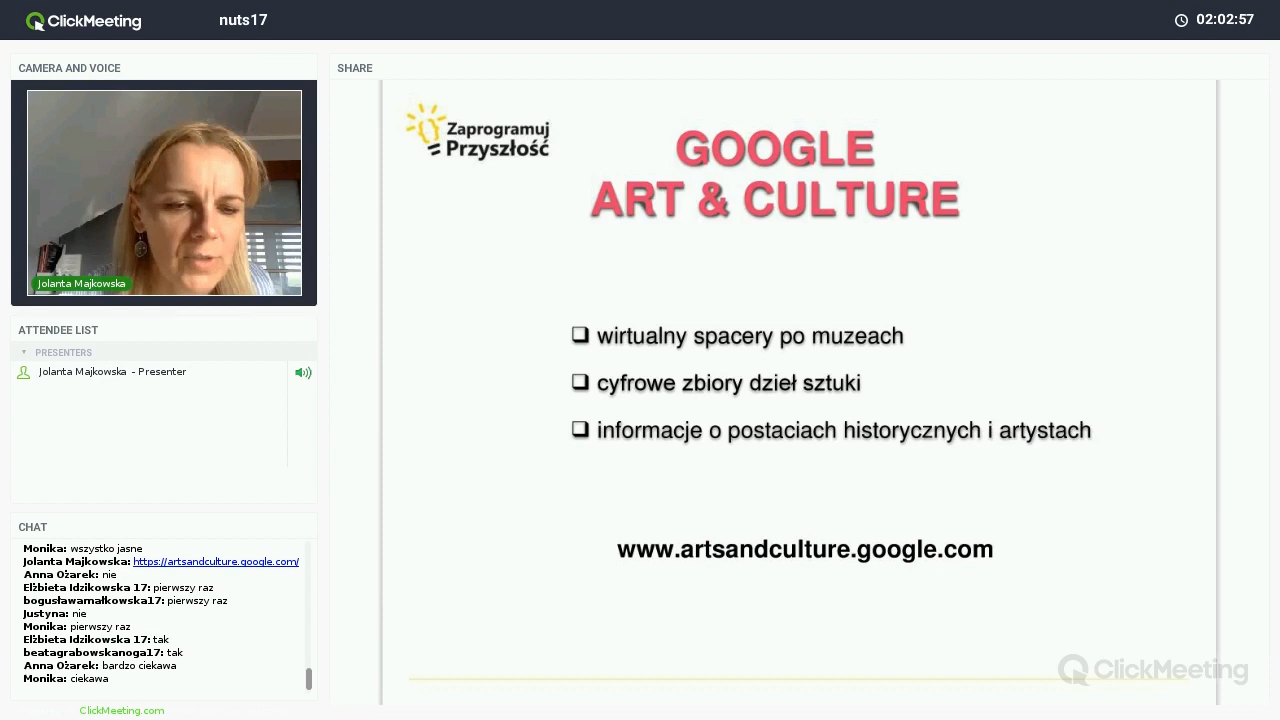 ClickMeeting
nuts17
02:02:57
CAMERA AND VOICE
Jolanta Majkowska
ATTENDEE LIST
PRESENTERS
Jolanta Majkowska - Presenter
CHAT
Monika: wszystko jasne
Jolanta Majkowska: https://artsandculture.google.com/
Anna Ożarek: nie
Elżbieta Idzikowska 17: pierwszy raz
bogusławamałkowska17: pierwszy raz
Justyna: nie
Monika: pierwszy raz
Elżbieta Idzikowska 17: tak
beatagrabowskanoga17: tak
Anna Ożarek: bardzo ciekawa
Monika: ciekawa
ClickMeeting.com
SHARE
Zaprogramuj
Przyszłość
GOOGLE
ART & CULTURE
wirtualny spacery po muzeach
cyfrowe zbiory dzieł sztuki
informacje o postaciach historycznych i artystach
www.artsandculture.google.com
ClickMeeting